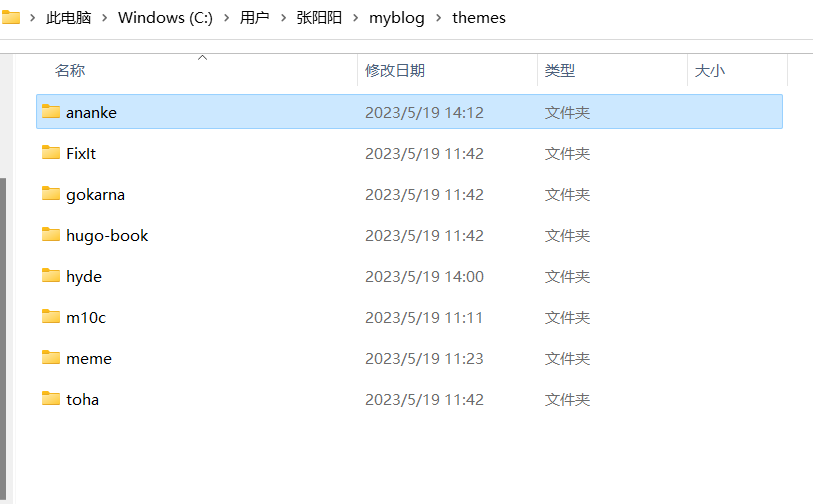 此电脑 > Windows (C:) > 用户 > 张阳阳 > myblog > themes
名称 修改日期 类型 大小
ananke 2023/5/19 14:12 文件夹
FixIt 2023/5/19 11:42 文件夹
gokarna 2023/5/19 11:42 文件夹
hugo-book 2023/5/19 11:42 文件夹
hyde 2023/5/19 14:00 文件夹
m10c 2023/5/19 11:11 文件夹
meme 2023/5/19 11:23 文件夹
toha 2023/5/19 11:42 文件夹